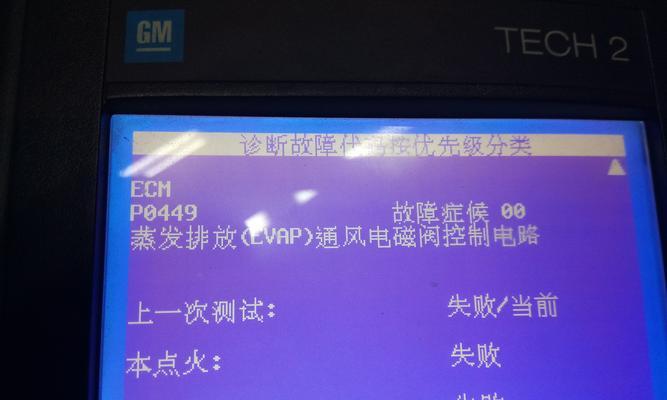 GM
TECH 2
诊断故障代码按优先级分类
ECM
P0449 故障症候 00
蒸发排放(EVAP)通风电磁阀控制电路
上一次测试: 失败/当前
本点火: 失败